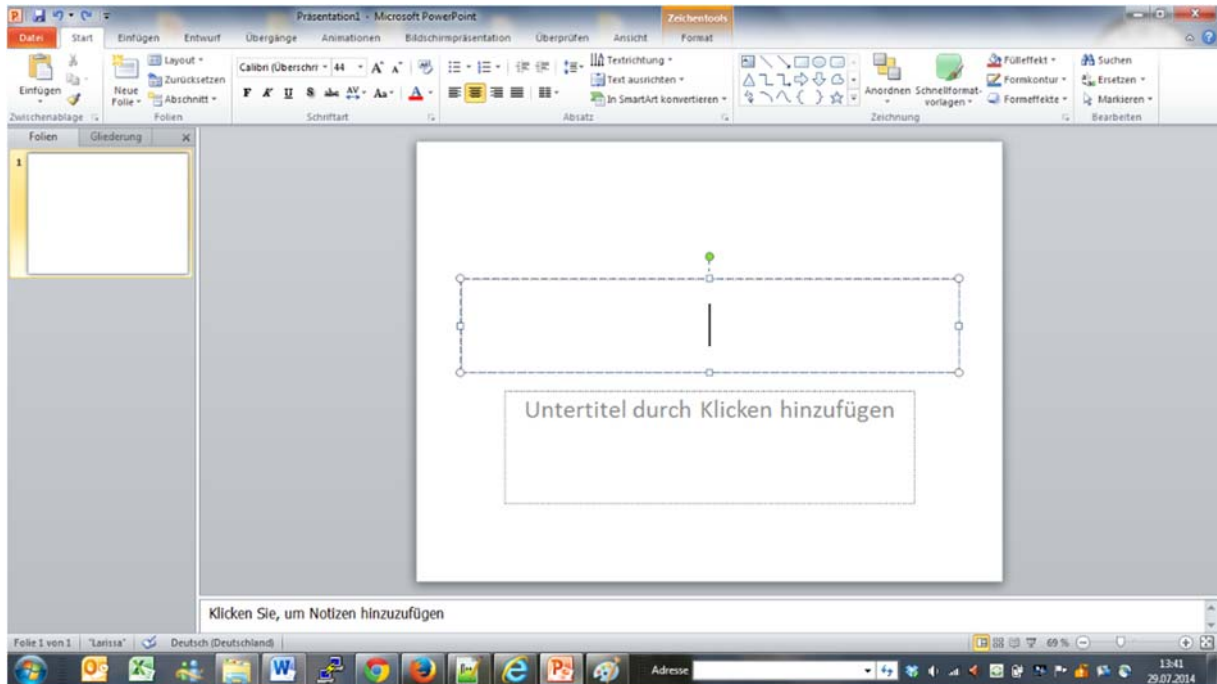 Präsentation1 - Microsoft PowerPoint
Zeichentools
Datei Start Einfügen Entwurf Übergänge Animationen Bildschirmpräsentation Überprüfen Ansicht Format
Einfügen
Zwischenablage
Neue Folie
Layout
Zurücksetzen
Abschnitt
Folien
Calibri (Überschri 44
F K U S abc AV Aa A
Schriftart
Textrichtung
Text ausrichten
In SmartArt konvertieren
Absatz
Anordnen
Schnellformat-
vorlagen
Fülleffekt
Formkontur
Formeffekte
Zeichnung
Suchen
Ersetzen
Markieren
Bearbeiten
Folien Gliederung
1
Untertitel durch Klicken hinzufügen
Klicken Sie, um Notizen hinzuzufügen
Folie 1 von 1 "Larissa" Deutsch (Deutschland) 69 %
Adresse
13:41
29.07.2014